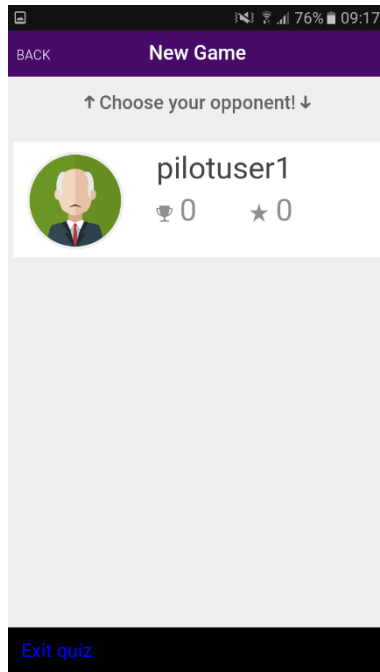 76% 09:17
BACK New Game
↑ Choose your opponent! ↓
pilotuser1
0 0
Exit quiz